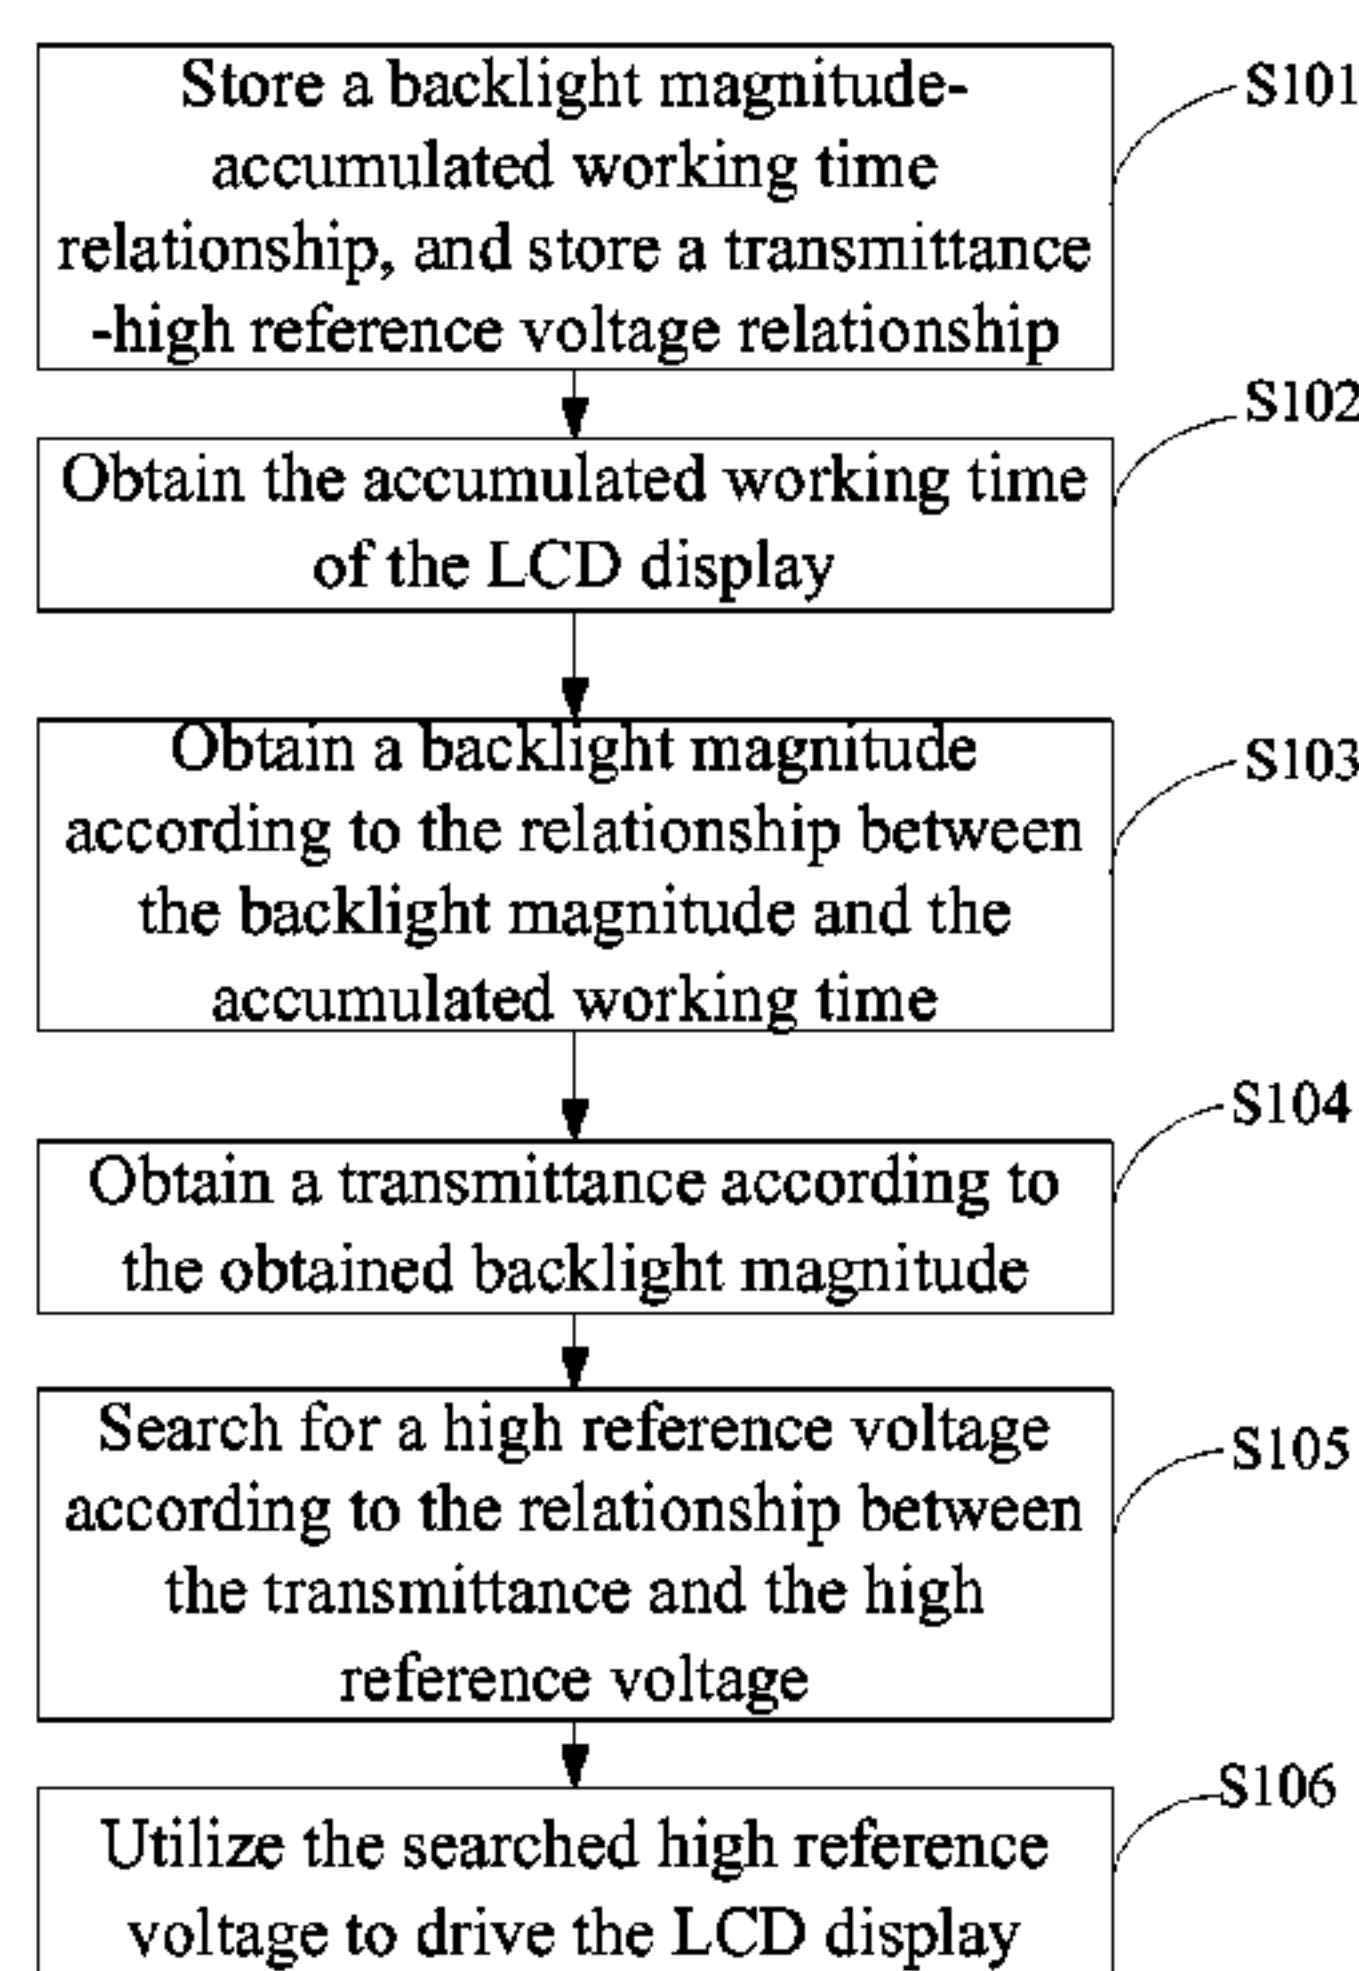 Store a backlight magnitude-
accumulated working time
relationship, and store a transmittance
-high reference voltage relationship
S101
Obtain the accumulated working time
of the LCD display
S102
Obtain a backlight magnitude
according to the relationship between
the backlight magnitude and the
accumulated working time
S103
Obtain a transmittance according to
the obtained backlight magnitude
S104
Search for a high reference voltage
according to the relationship between
the transmittance and the high
reference voltage
S105
Utilize the searched high reference
voltage to drive the LCD display
S106